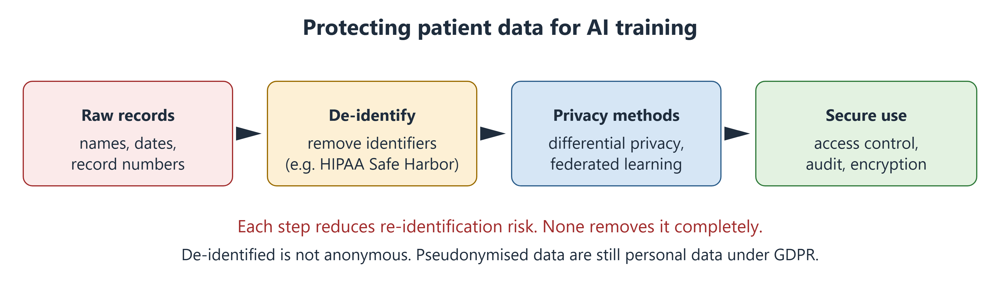 Protecting patient data for AI training
Raw records
names, dates,
record numbers
De-identify
remove identifiers
(e.g. HIPAA Safe Harbor)
Privacy methods
differential privacy,
federated learning
Secure use
access control,
audit, encryption
Each step reduces re-identification risk. None removes it completely.
De-identified is not anonymous. Pseudonymised data are still personal data under GDPR.